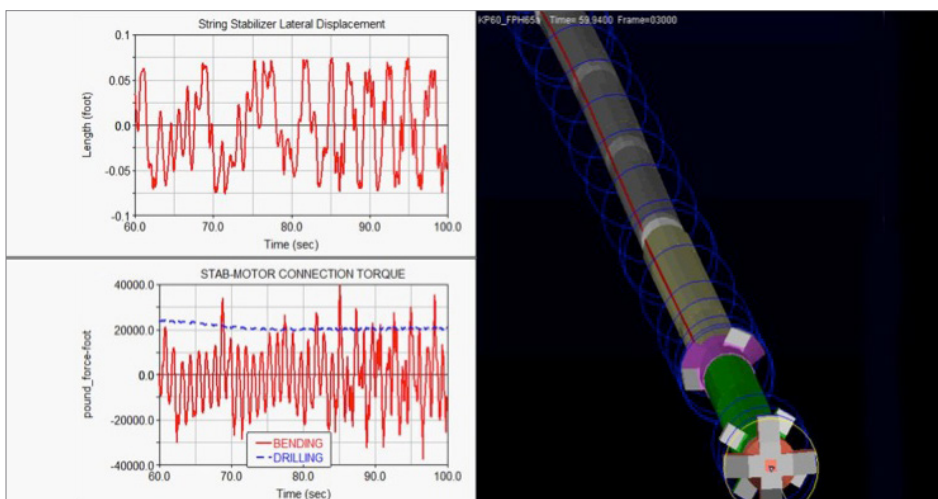 String Stabilizer Lateral Displacement
0.1
0.05
0.0
-0.05
-0.1
Length (foot)
60.0 70.0 80.0 90.0 100.0
Time (sec)
STAB-MOTOR CONNECTION TORQUE
40000.0
20000.0
0.0
-20000.0
-40000.0
pound_force-foot
BENDING
DRILLING
60.0 70.0 80.0 90.0 100.0
Time (sec)
KP60_FPH65a Time= 59.9400 Frame=03000